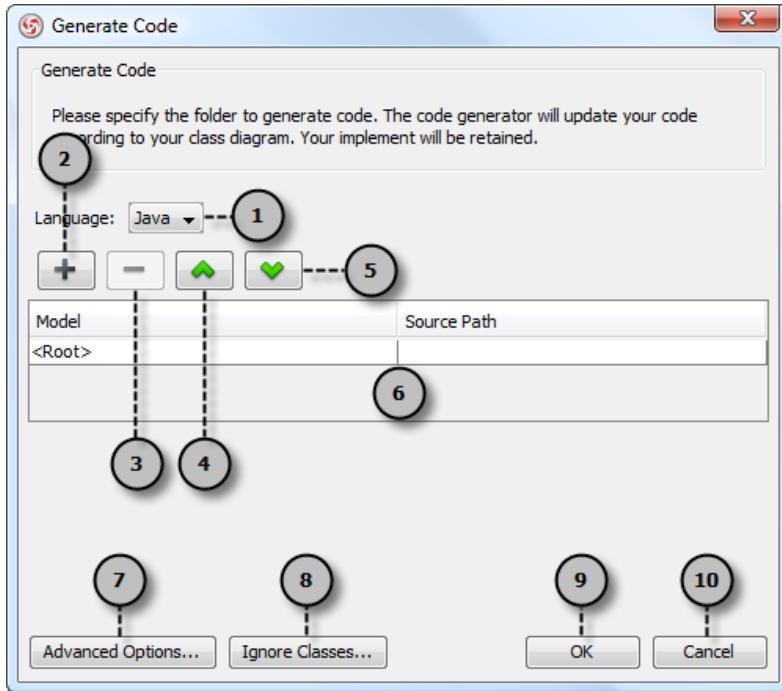 Generate Code
Generate Code
Please specify the folder to generate code. The code generator will update your code
ording to your class diagram. Your implement will be retained.
2
Language: Java
1
5
Model Source Path
<Root>
6
3
4
7
8
9
10
Advanced Options... Ignore Classes... OK Cancel